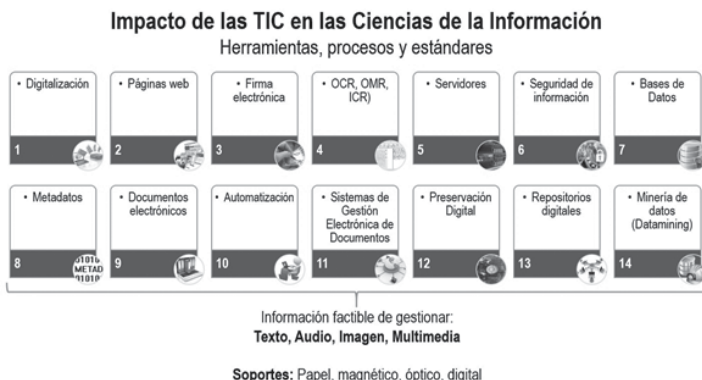 Impacto de las TIC en las Ciencias de la Información
Herramientas, procesos y estándares
• Digitalización
1
• Páginas web
2
• Firma
electrónica
3
• OCR, OMR,
ICR)
4
• Servidores
5
• Seguridad de
información
6
• Bases de
Datos
7
• Metadatos
8
01010
METAD
01010
• Documentos
electrónicos
9
• Automatización
10
• Sistemas de
Gestión
Electrónica de
Documentos
11
• Preservación
Digital
12
• Repositorios
digitales
13
• Minería de
datos
(Datamining)
14
Información factible de gestionar:
Texto, Audio, Imagen, Multimedia
Soportes: Papel, magnético, óptico, digital